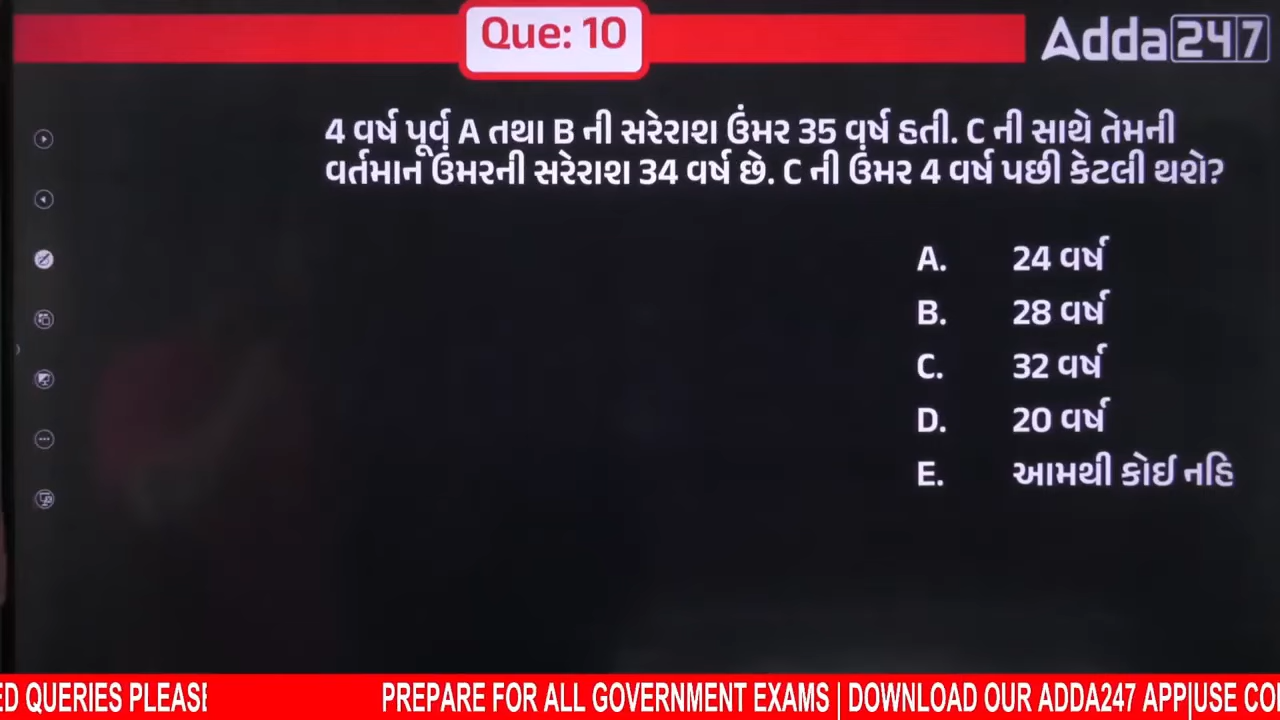 Que: 10
Adda247
4 વર્ષ પૂર્વ A તથા B ની સરેરાશ ઉંમર 35 વર્ષ હતી. C ની સાથે તેમની
વર્તમાન ઉંમરની સરેરાશ 34 વર્ષ છે. C ની ઉંમર 4 વર્ષ પછી કેટલી થશે?
A. 24 વર્ષ
B. 28 વર્ષ
C. 32 વર્ષ
D. 20 વર્ષ
E. આમથી કોઈ નહિ
ED QUERIES PLEASE PREPARE FOR ALL GOVERNMENT EXAMS | DOWNLOAD OUR ADDA247 APP|USE CO